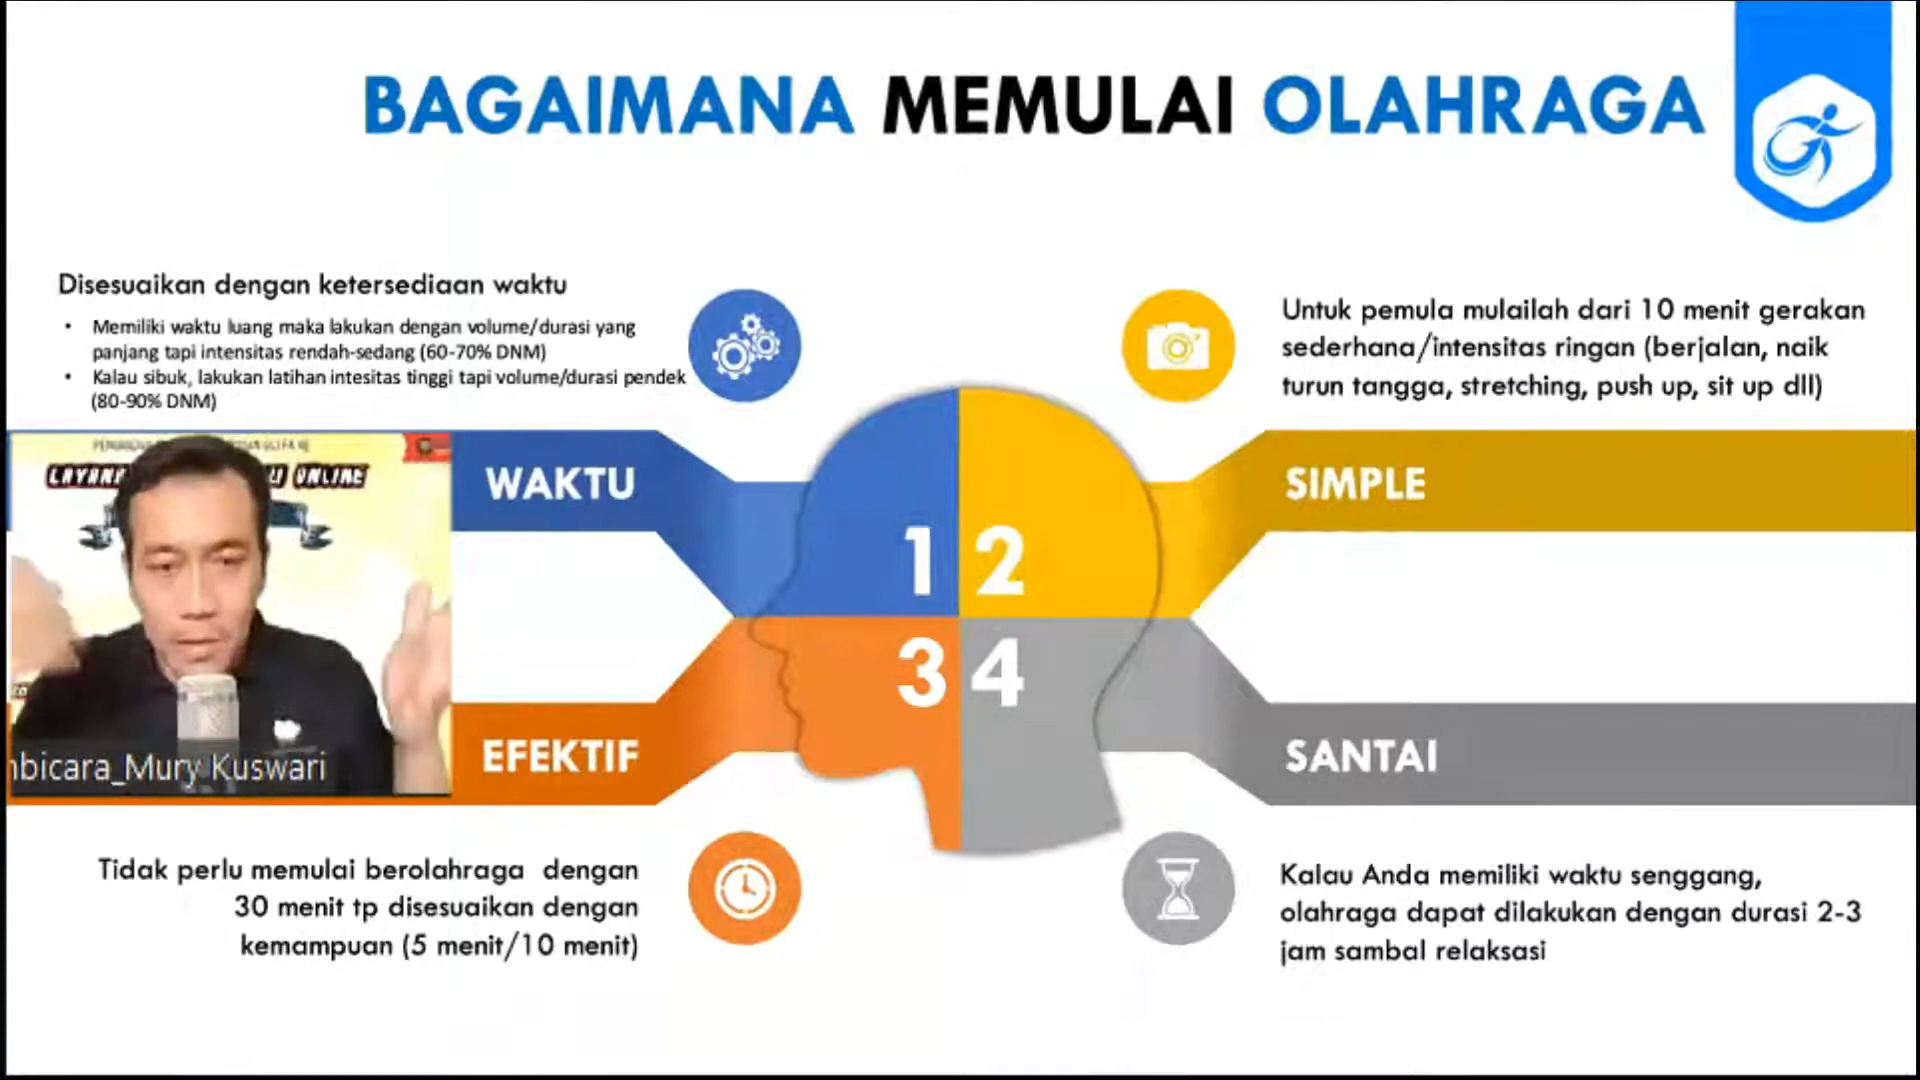 BAGAIMANA MEMULAI OLAHRAGA
Disesuaikan dengan ketersediaan waktu
• Memiliki waktu luang maka lakukan dengan volume/durasi yang
panjang tapi intensitas rendah-sedang (60-70% DNM)
• Kalau sibuk, lakukan latihan intesitas tinggi tapi volume/durasi pendek
(80-90% DNM)
Untuk pemula mulailah dari 10 menit gerakan
sederhana/intensitas ringan (berjalan, naik
turun tangga, stretching, push up, sit up dll)
WAKTU
SIMPLE
1 2
3 4
ONLINE
mbicara_Mury Kuswari
EFEKTIF
SANTAI
Tidak perlu memulai berolahraga dengan
30 menit tp disesuaikan dengan
kemampuan (5 menit/10 menit)
Kalau Anda memiliki waktu senggang,
olahraga dapat dilakukan dengan durasi 2-3
jam sambal relaksasi